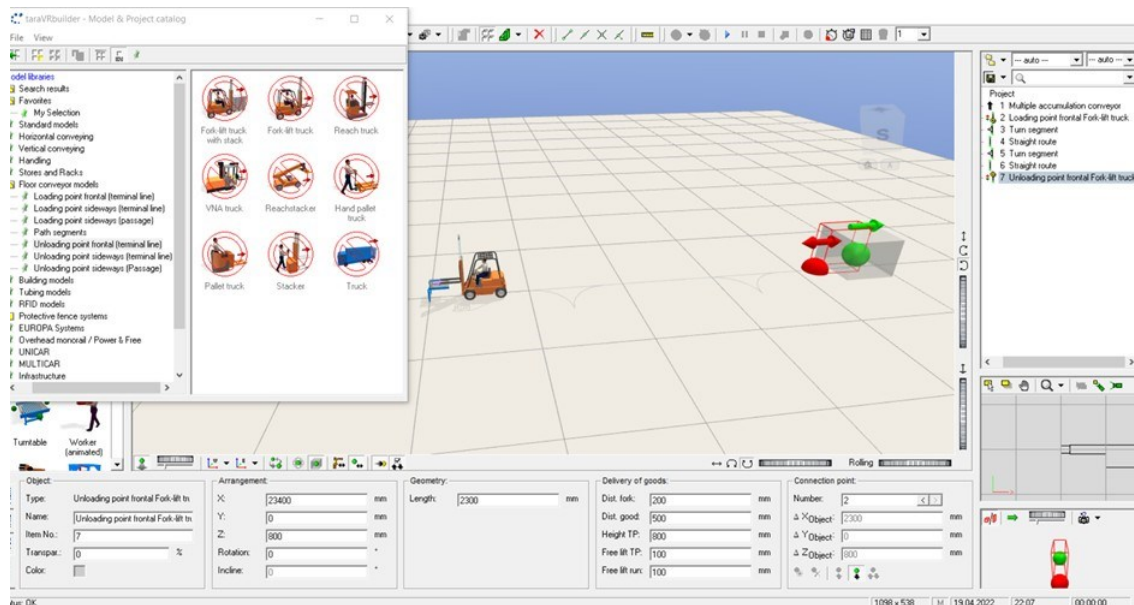 taraVRbuilder - Model & Project catalog
File View
Model libraries
Search results
Favorites
My Selection
Standard models
Horizontal conveying
Vertical conveying
Handling
Stores and Racks
Floor conveyor models
Loading point frontal (terminal line)
Loading point sideways (terminal line)
Loading point sideways (passage)
Path segments
Unloading point frontal (terminal line)
Unloading point sideways (terminal line)
Unloading point sideways (Passage)
Building models
Tubing models
RFID models
Protective fence systems
EUROPA Systems
Overhead monorail / Power & Free
UNICAR
MULTICAR
Infrastructure
Fork-lift truck with stack
Fork-lift truck
Reach truck
VNA truck
Reachstacker
Hand pallet truck
Pallet truck
Stacker
Truck
Turntable
Worker (animated)
1
S
-- auto --
-- auto --
Project
1 Multiple accumulation conveyor
2 Loading point frontal Fork-lift truck
3 Turn segment
4 Straight route
5 Turn segment
6 Straight route
7 Unloading point frontal Fork-lift truck
Rolling
Object:
Type: Unloading point frontal Fork-lift tru
Name: Unloading point frontal Fork-lift tn
Item No.: 7
Transpar.: 0 %
Color:
Arrangement:
X: 23400 mm
Y: 0 mm
Z: 800 mm
Rotation: 0 °
Incline: 0 °
Geometry:
Length: 2300 mm
Delivery of goods:
Dist. fork: 200 mm
Dist. good: 500 mm
Height TP: 800 mm
Free lift TP: 100 mm
Free lift run: 100 mm
Connection point:
Number: 2
Δ XObject: 2300 mm
Δ YObject: 0 mm
Δ ZObject: 800 mm
1098 x 538 M 19.04.2022 22:07 00:00:00